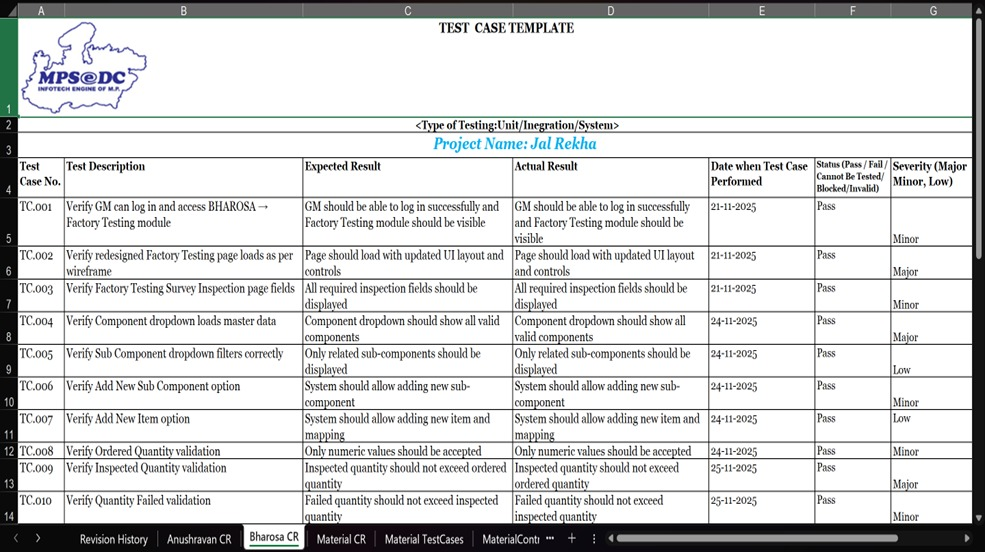 A B C D E F G
MPSeDC
INFOTECH ENGINE OF M.P.
TEST CASE TEMPLATE
1
2 <Type of Testing:Unit/Inegration/System>
3 Project Name: Jal Rekha
Test Test Description Expected Result Actual Result Date when Test Case Status (Pass / Fail / Severity (Major
4 Case No. Performed Cannot Be Tested/ Minor, Low)
Blocked/Invalid)
TC.001 Verify GM can log in and access BHAROSA → GM should be able to log in successfully and GM should be able to log in successfully 21-11-2025 Pass
Factory Testing module Factory Testing module should be visible and Factory Testing module should be
5 visible Minor
TC.002 Verify redesigned Factory Testing page loads as per Page should load with updated UI layout and Page should load with updated UI layout 21-11-2025 Pass
6 wireframe controls and controls Major
TC.003 Verify Factory Testing Survey Inspection page fields All required inspection fields should be All required inspection fields should be 21-11-2025 Pass
7 displayed displayed Minor
TC.004 Verify Component dropdown loads master data Component dropdown should show all valid Component dropdown should show all 24-11-2025 Pass
8 components valid components Major
TC.005 Verify Sub Component dropdown filters correctly Only related sub-components should be Only related sub-components should be 24-11-2025 Pass
9 displayed displayed Low
TC.006 Verify Add New Sub Component option System should allow adding new sub- System should allow adding new sub- 24-11-2025 Pass
10 component component Minor
TC.007 Verify Add New Item option System should allow adding new item and System should allow adding new item and 24-11-2025 Pass Low
11 mapping mapping
12 TC.008 Verify Ordered Quantity validation Only numeric values should be accepted Only numeric values should be accepted 24-11-2025 Pass Minor
TC.009 Verify Inspected Quantity validation Inspected quantity should not exceed ordered Inspected quantity should not exceed 25-11-2025 Pass
13 quantity ordered quantity Major
TC.010 Verify Quantity Failed validation Failed quantity should not exceed inspected Failed quantity should not exceed 25-11-2025 Pass
14 quantity inspected quantity Minor
Revision History Anushravan CR Bharosa CR Material CR Material TestCases MaterialContr ···